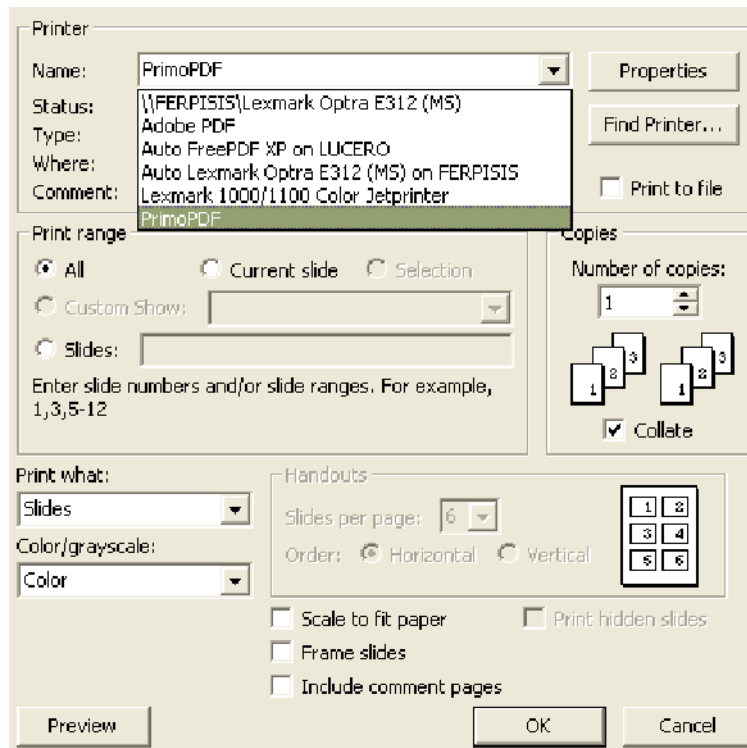 Printer
Name: PrimoPDF Properties
Status: \\FERPISIS\Lexmark Optra E312 (MS)
Adobe PDF Find Printer...
Type: Auto FreePDF XP on LUCERO
Where: Auto Lexmark Optra E312 (MS) on FERPISIS
Comment: Lexmark 1000/1100 Color Jetprinter Print to file
PrimoPDF
Print range Copies
All Current slide Selection Number of copies:
Custom Show: 1
Slides: 1 2 3 1 2 3
Enter slide numbers and/or slide ranges. For example,
1,3,5-12
Collate
Print what: Handouts
Slides Slides per page: 6 1 2
Color/grayscale: Order: Horizontal Vertical 3 4
Color 5 6
Scale to fit paper Print hidden slides
Frame slides
Include comment pages
Preview OK Cancel